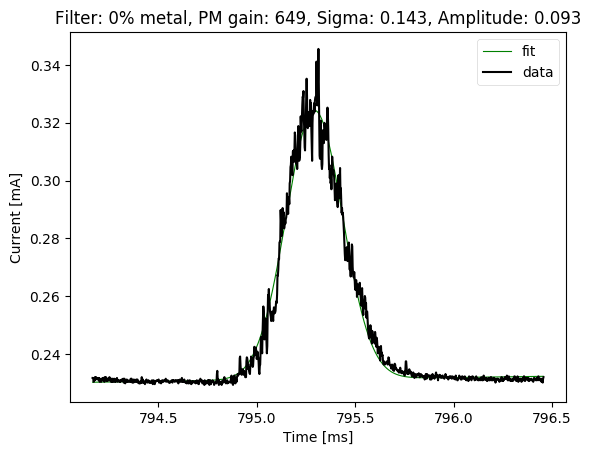 Filter: 0% metal, PM gain: 649, Sigma: 0.143, Amplitude: 0.093
fit
data
0.34
0.32
0.30
0.28
0.26
0.24
Current [mA]
794.5
795.0
795.5
796.0
796.5
Time [ms]